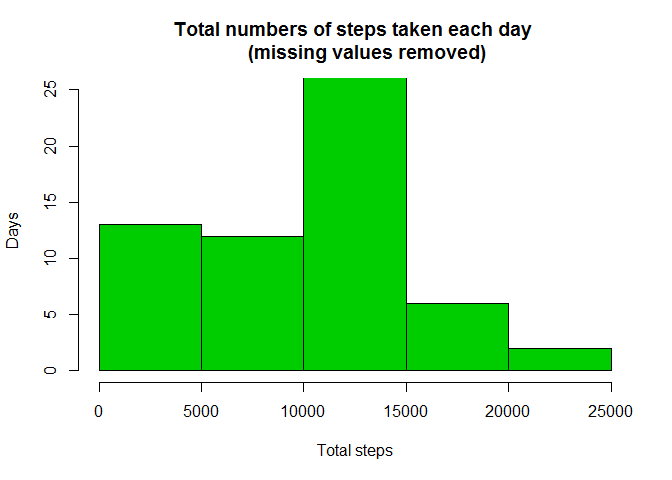 Total numbers of steps taken each day
(missing values removed)
25
20
15
10
5
0
Days
0 5000 10000 15000 20000 25000
Total steps